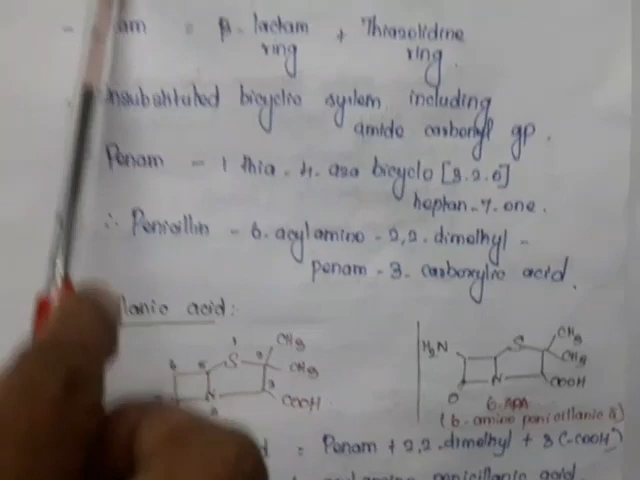 = β-lactam ring + Thiazolidine ring.
bicyclic system including
amide carbonyl gp.
Penam - 1 thia-4-aza bicyclo [3.2.0]
heptan-7-one.
∴ Penicillin - 6-acylamino-2,2-dimethyl-
penam-3-carboxylic acid.
acid:
1
S CH3
CH3
N COOH
H2N S CH3
CH3
N COOH
O
6-APA
(6-amino penicillanic a)
= Penam + 2,2-dimethyl + 3(-COOH)
penicillanic acid